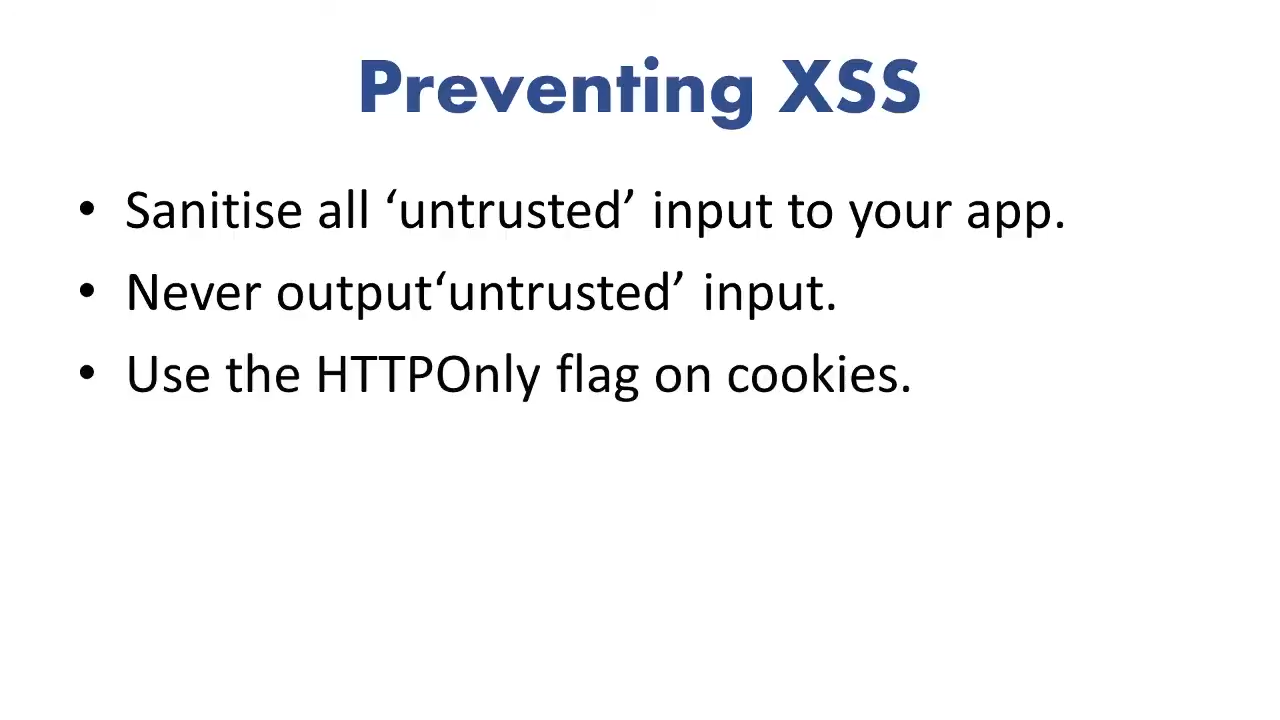 Preventing XSS
• Sanitise all ‘untrusted’ input to your app.
• Never output‘untrusted’ input.
• Use the HTTPOnly flag on cookies.